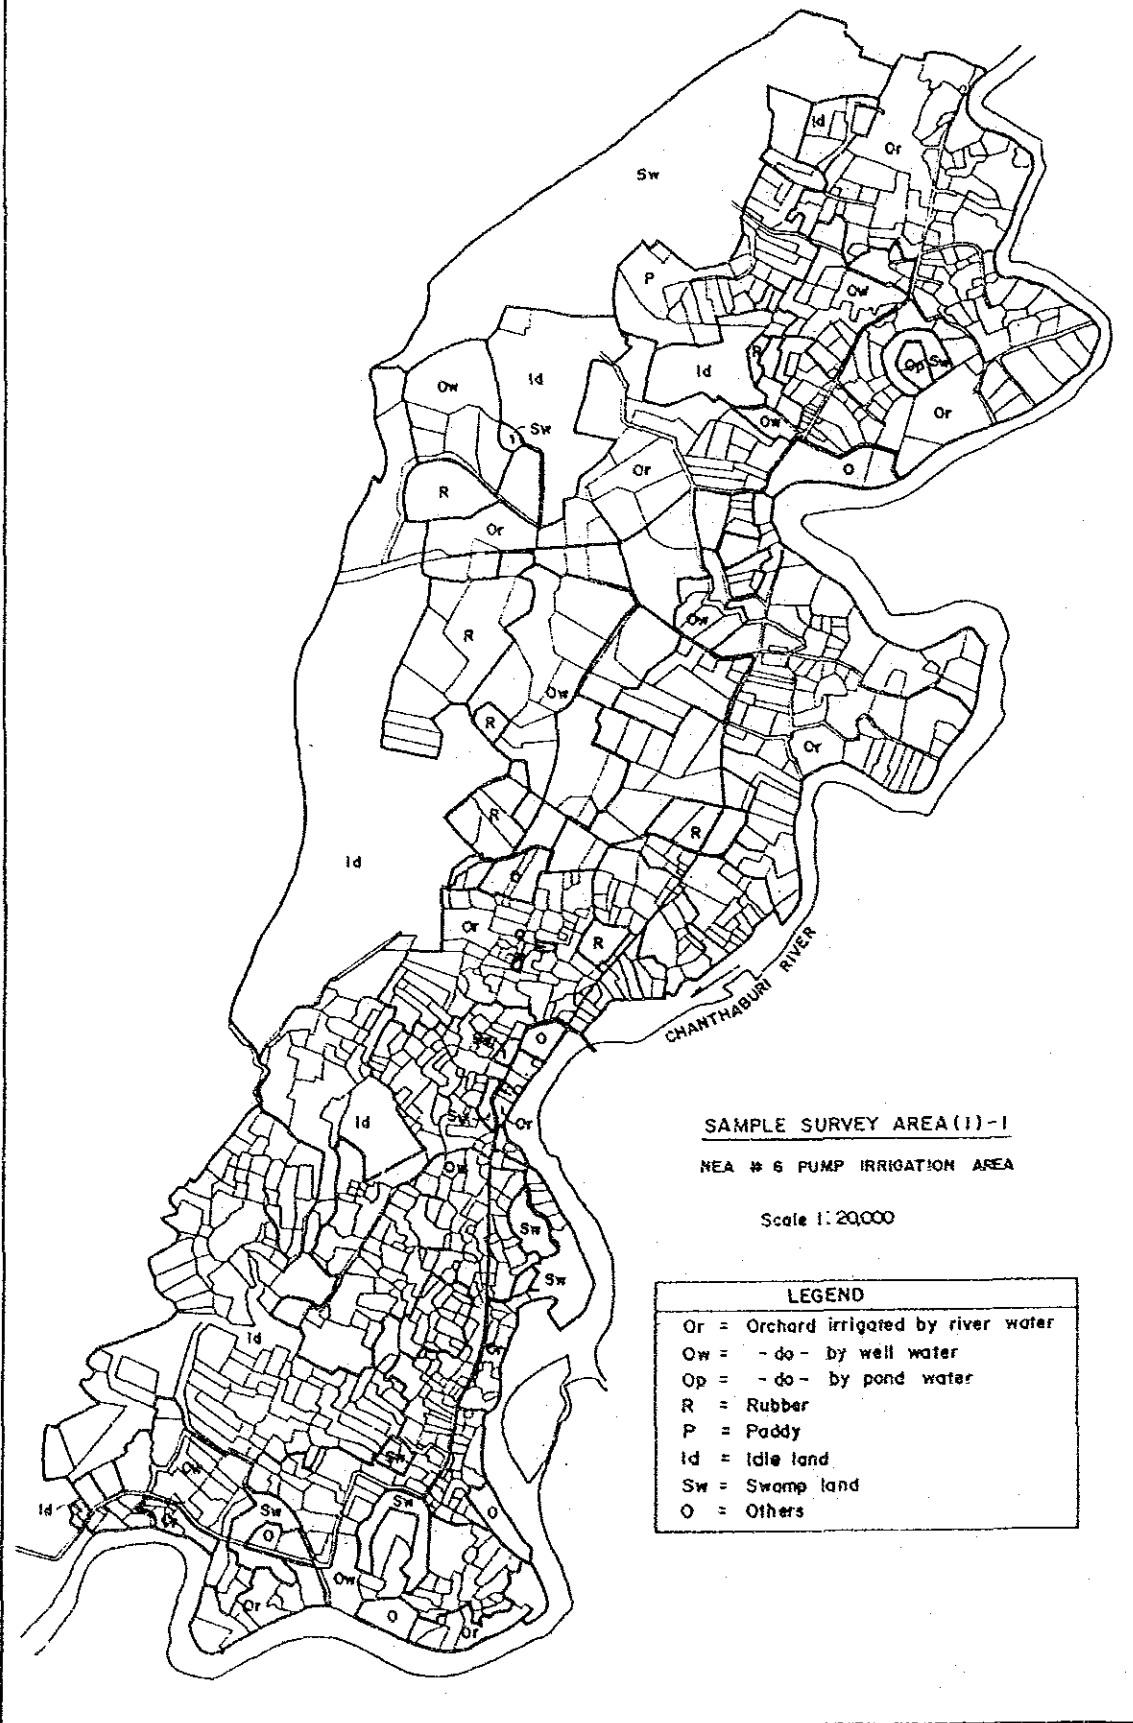 Id
Or
Sw
P
Ow
R
Id
Op
Sw
Ow
Id
Or
Sw
Ow
Or
O
R
Or
Ow
R
Ow
R
Or
R
R
Id
O
Or
R
CHANTHABURI RIVER
O
Sw
Or
Id
Ow
Sw
Sw
Id
Or
Sw
Ow
Id
Sw
Sw
O
O
Ow
Or
O
Or
SAMPLE SURVEY AREA(1)-1
NEA # 6 PUMP IRRIGATION AREA
Scale 1:20,000
LEGEND
Or = Orchard irrigated by river water
Ow = -do- by well water
Op = -do- by pond water
R = Rubber
P = Paddy
Id = Idle land
Sw = Swamp land
O = Others